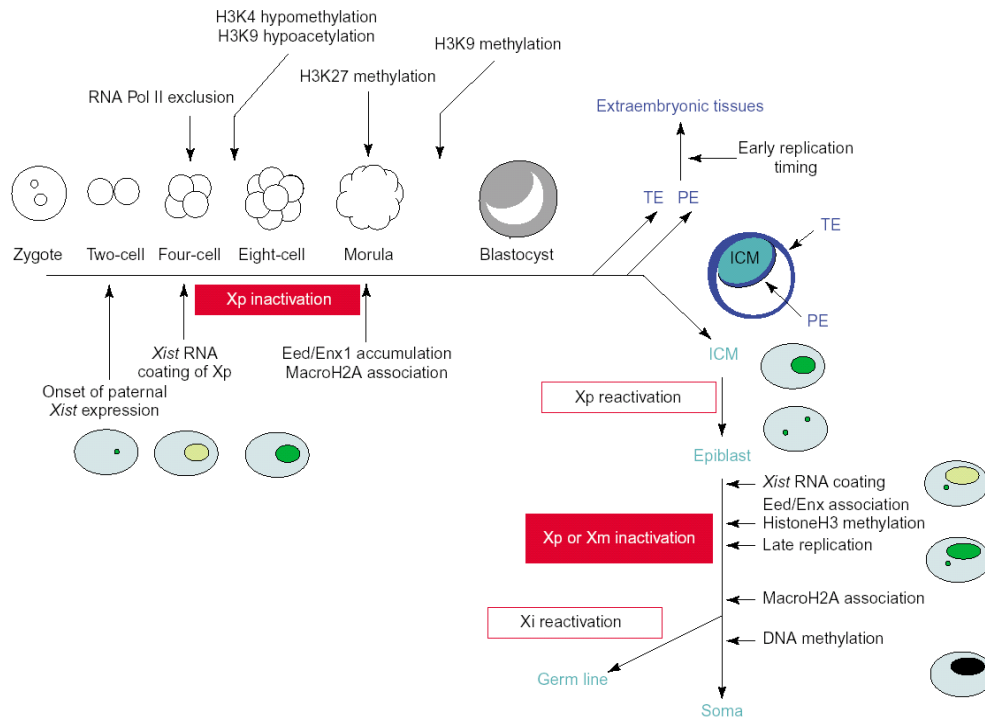 H3K4 hypomethylation
H3K9 hypoacetylation
H3K9 methylation
H3K27 methylation
RNA Pol II exclusion
Extraembryonic tissues
Early replication
timing
TE PE
Zygote Two-cell Four-cell Eight-cell Morula Blastocyst
TE
ICM
PE
Xp inactivation
Xist RNA
coating of Xp
Eed/Enx1 accumulation
MacroH2A association
Onset of paternal
Xist expression
ICM
Xp reactivation
Epiblast
Xist RNA coating
Eed/Enx association
HistoneH3 methylation
Xp or Xm inactivation
Late replication
MacroH2A association
Xi reactivation
DNA methylation
Germ line
Soma